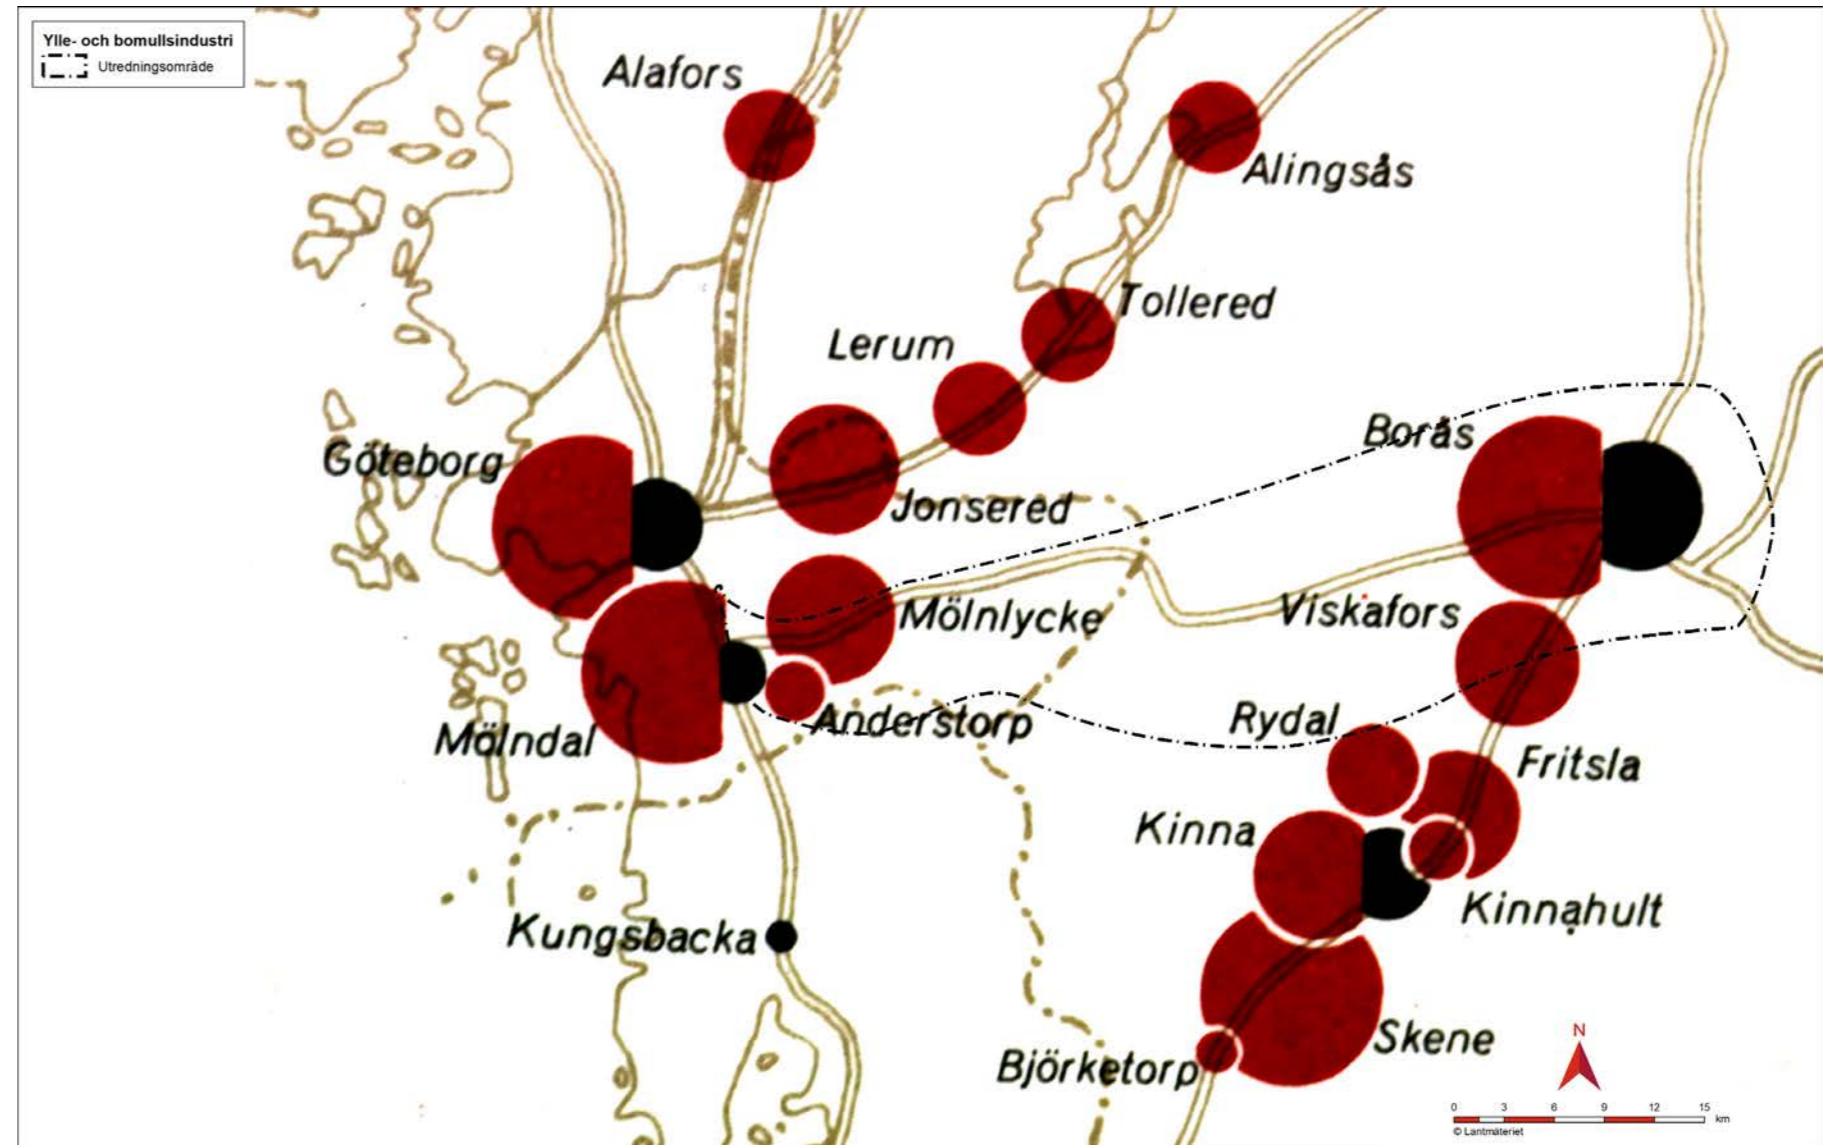 Ylle- och bomullsindustri
Utredningsområde
Alafors
Alingsås
Tollered
Lerum
Borås
Göteborg
Jonsered
Mölnlycke
Viskafors
Anderstorp
Rydal
Mölndal
Fritsla
Kinna
Kinnahult
Kungsbacka
Skene
Björketorp
N
0 3 6 9 12 15 km
© Lantmäteriet